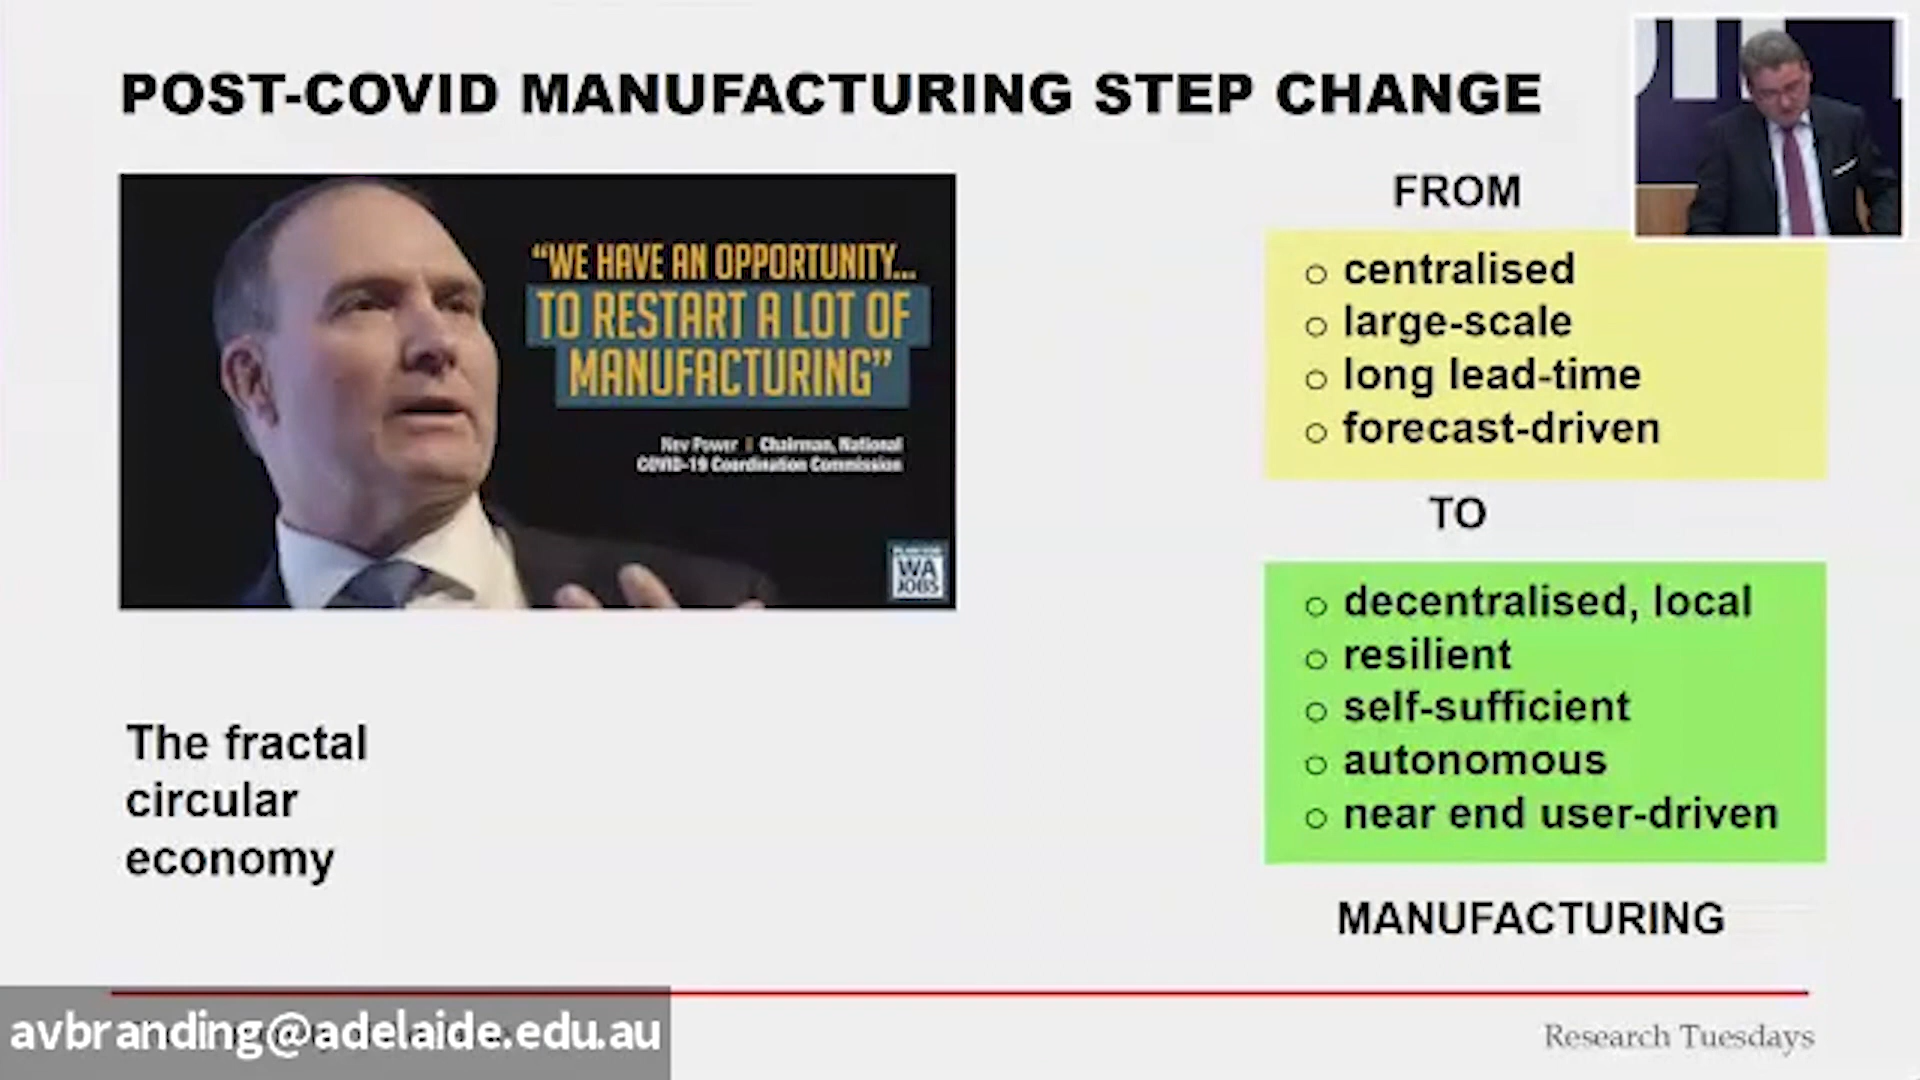 POST-COVID MANUFACTURING STEP CHANGE
“WE HAVE AN OPPORTUNITY...
TO RESTART A LOT OF
MANUFACTURING”
Nev Power | Chairman, National
COVID-19 Coordination Commission
WA
JOBS
FROM
centralised
large-scale
long lead-time
forecast-driven
TO
decentralised, local
resilient
self-sufficient
autonomous
near end user-driven
MANUFACTURING
The fractal
circular
economy
avbranding@adelaide.edu.au
Research Tuesdays